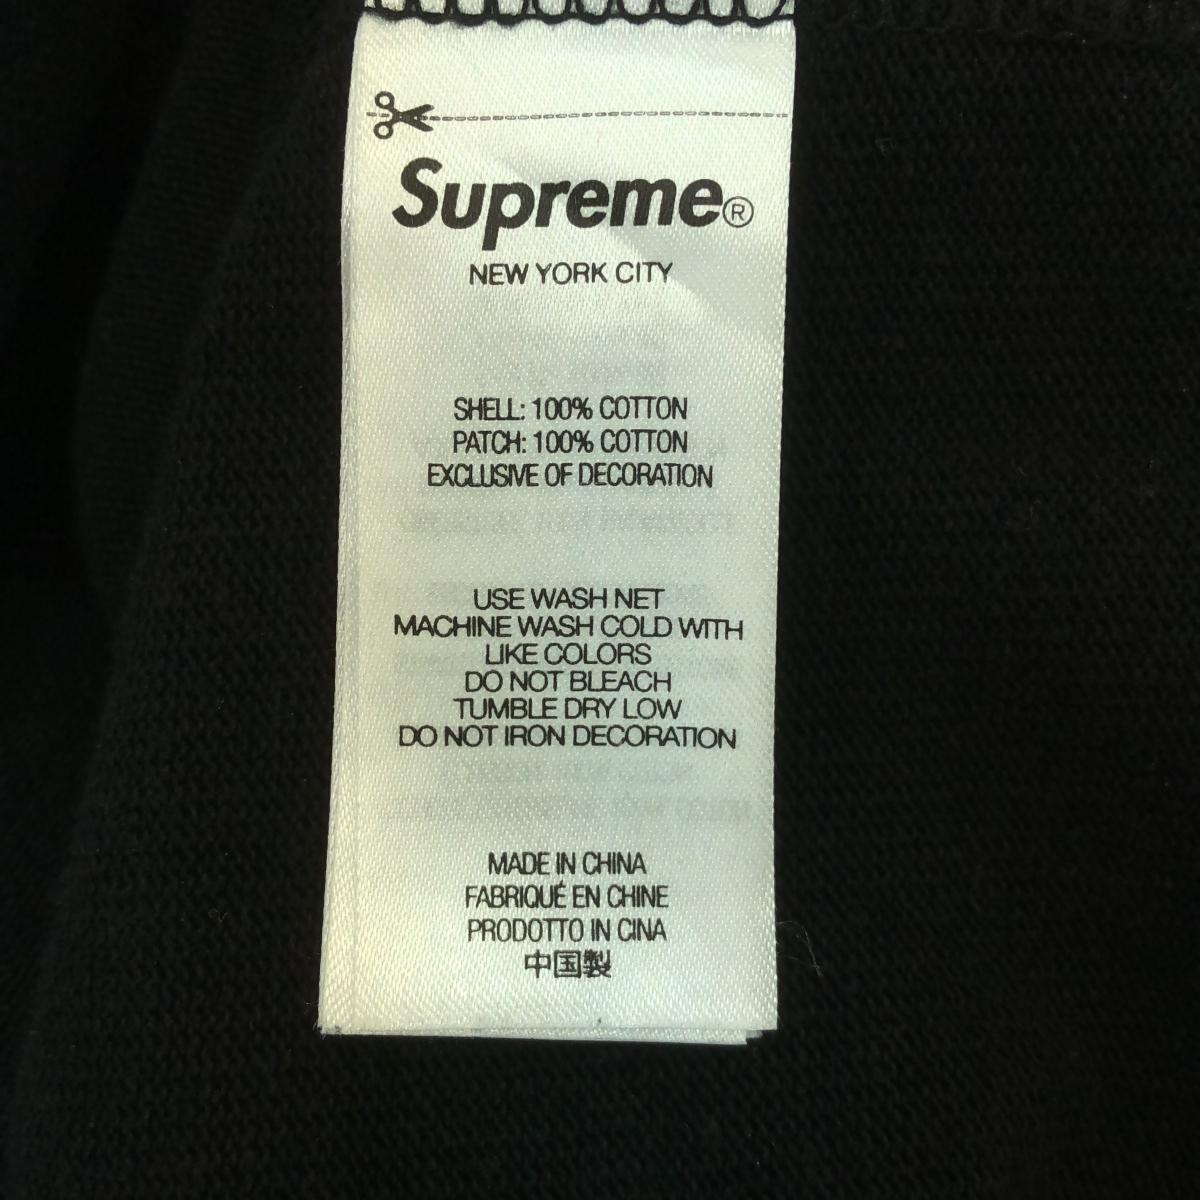 Supreme®
NEW YORK CITY
SHELL: 100% COTTON
PATCH: 100% COTTON
EXCLUSIVE OF DECORATION
USE WASH NET
MACHINE WASH COLD WITH
LIKE COLORS
DO NOT BLEACH
TUMBLE DRY LOW
DO NOT IRON DECORATION
MADE IN CHINA
FABRIQUÉ EN CHINE
PRODOTTO IN CINA
中国製